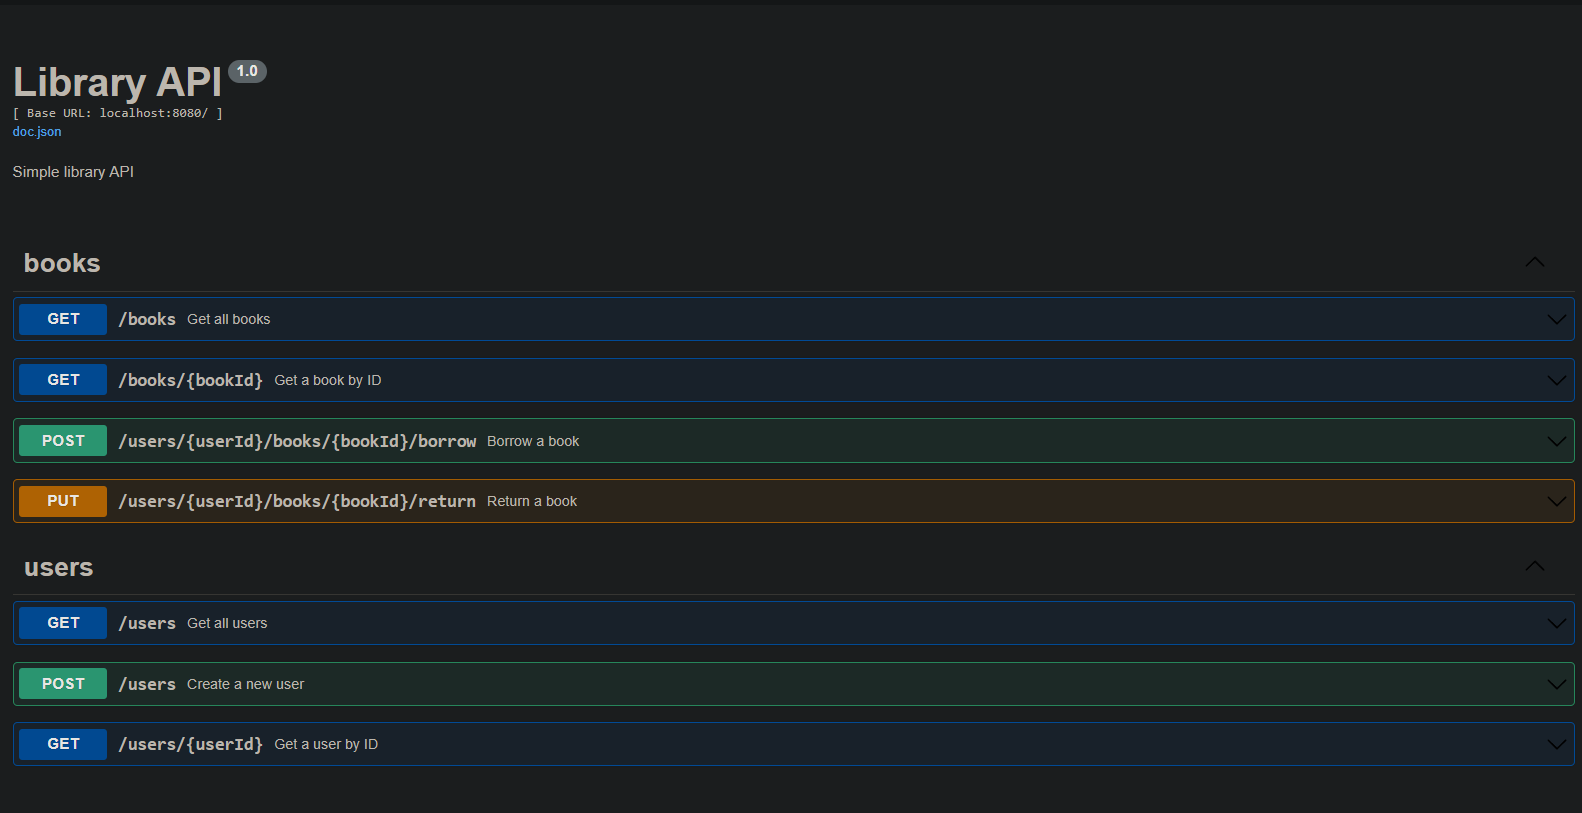 Library API 1.0
[ Base URL: localhost:8080/ ]
doc.json
Simple library API
books
GET /books Get all books
GET /books/{bookId} Get a book by ID
POST /users/{userId}/books/{bookId}/borrow Borrow a book
PUT /users/{userId}/books/{bookId}/return Return a book
users
GET /users Get all users
POST /users Create a new user
GET /users/{userId} Get a user by ID